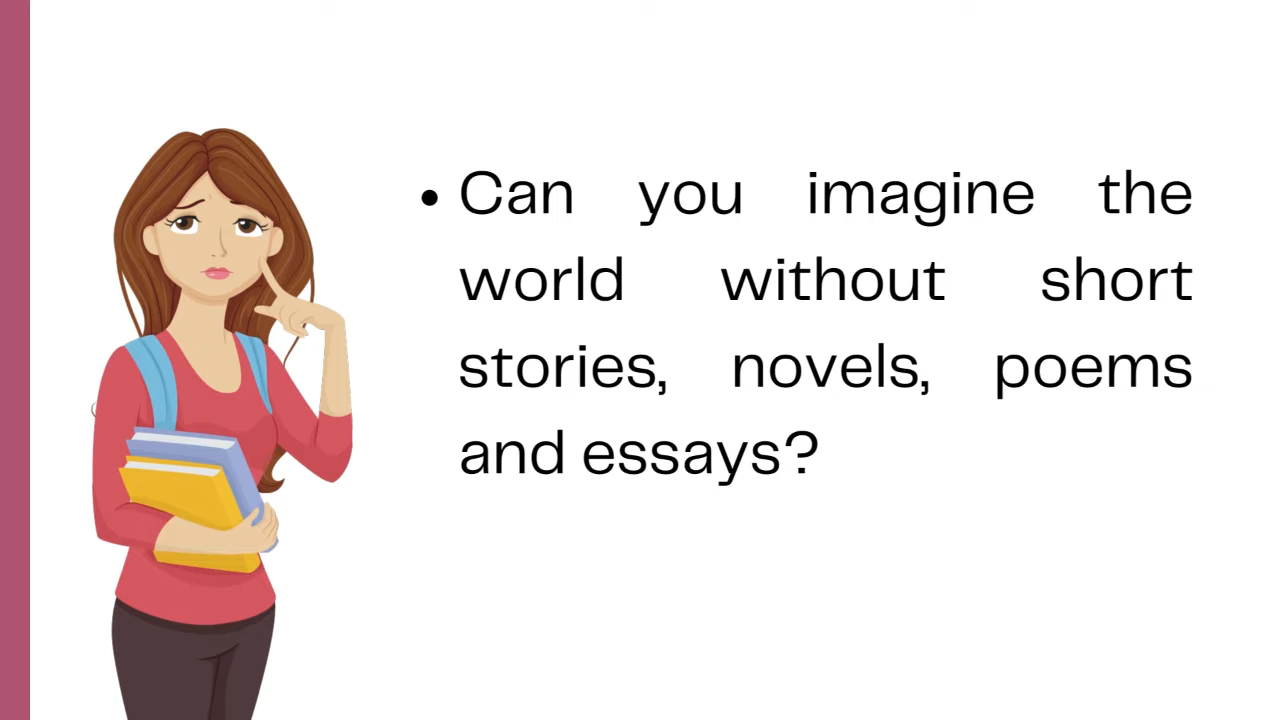 • Can you imagine the
world without short
stories, novels, poems
and essays?